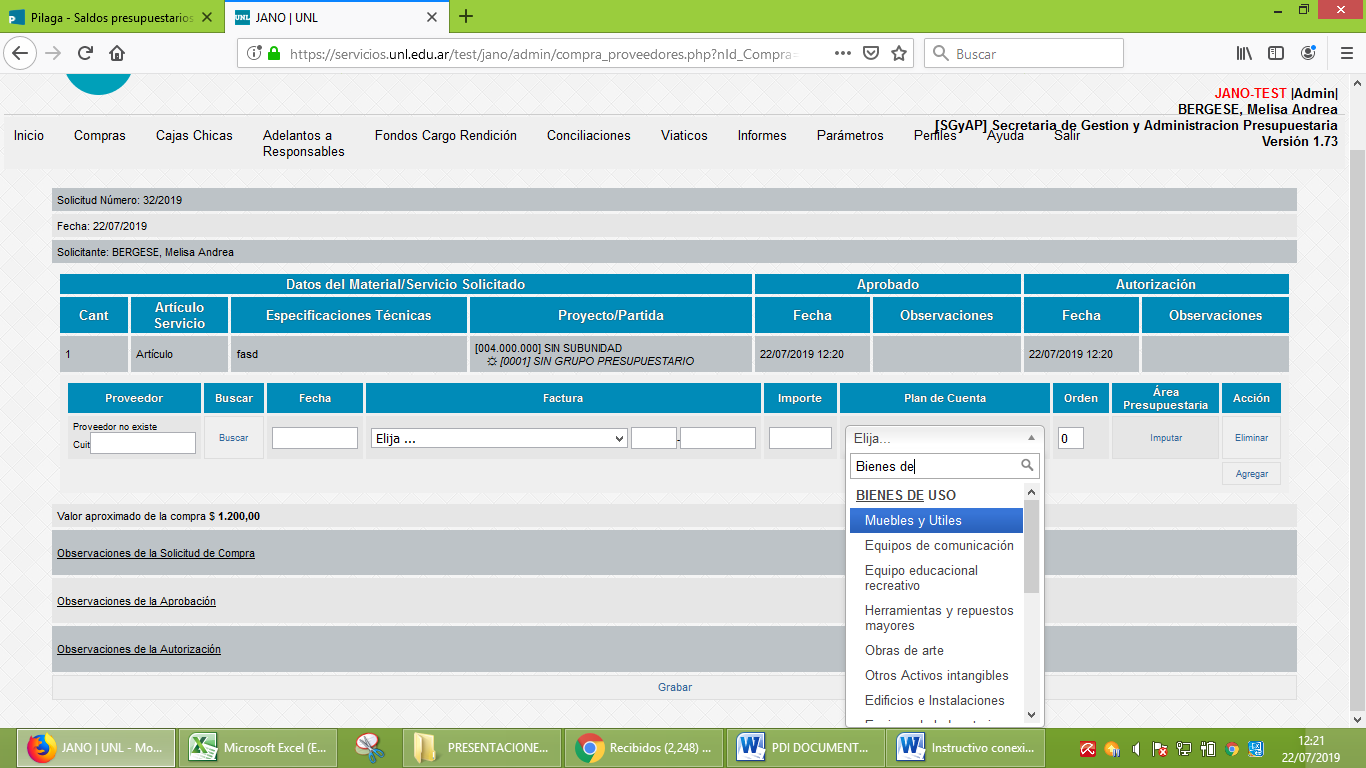 Pilaga - Saldos presupuestarios
JANO | UNL
https://servicios.unl.edu.ar/test/jano/admin/compra_proveedores.php?nId_Compra=
Buscar
UNL
JANO-TEST |Admin|
BERGESE, Melisa Andrea
[SGyAP] Secretaria de Gestion y Administracion Presupuestaria
Versión 1.73
Inicio
Compras
Cajas Chicas
Adelantos a
Responsables
Fondos Cargo Rendición
Conciliaciones
Viaticos
Informes
Parámetros
Perfiles
Ayuda
Salir
Solicitud Número: 32/2019
Fecha: 22/07/2019
Solicitante: BERGESE, Melisa Andrea
Datos del Material/Servicio Solicitado
Aprobado
Autorización
Cant
Artículo
Servicio
Especificaciones Técnicas
Proyecto/Partida
Fecha
Observaciones
Fecha
Observaciones
1
Artículo
fasd
[004.000.000] SIN SUBUNIDAD
[0001] SIN GRUPO PRESUPUESTARIO
22/07/2019 12:20
22/07/2019 12:20
Proveedor
Buscar
Fecha
Factura
Importe
Plan de Cuenta
Orden
Área
Presupuestaria
Acción
Proveedor no existe
Cuit
Buscar
Elija ...
-
Elija...
0
Imputar
Eliminar
Agregar
Bienes de
BIENES DE USO
Muebles y Utiles
Equipos de comunicación
Equipo educacional
recreativo
Herramientas y repuestos
mayores
Obras de arte
Otros Activos intangibles
Edificios e Instalaciones
Valor aproximado de la compra $ 1.200,00
Observaciones de la Solicitud de Compra
Observaciones de la Aprobación
Observaciones de la Autorización
Grabar
JANO | UNL - Mo...
Microsoft Excel (E...
PRESENTACIONE...
Recibidos (2,248) ...
PDI DOCUMENT...
Instructivo conexi...
12:21
22/07/2019